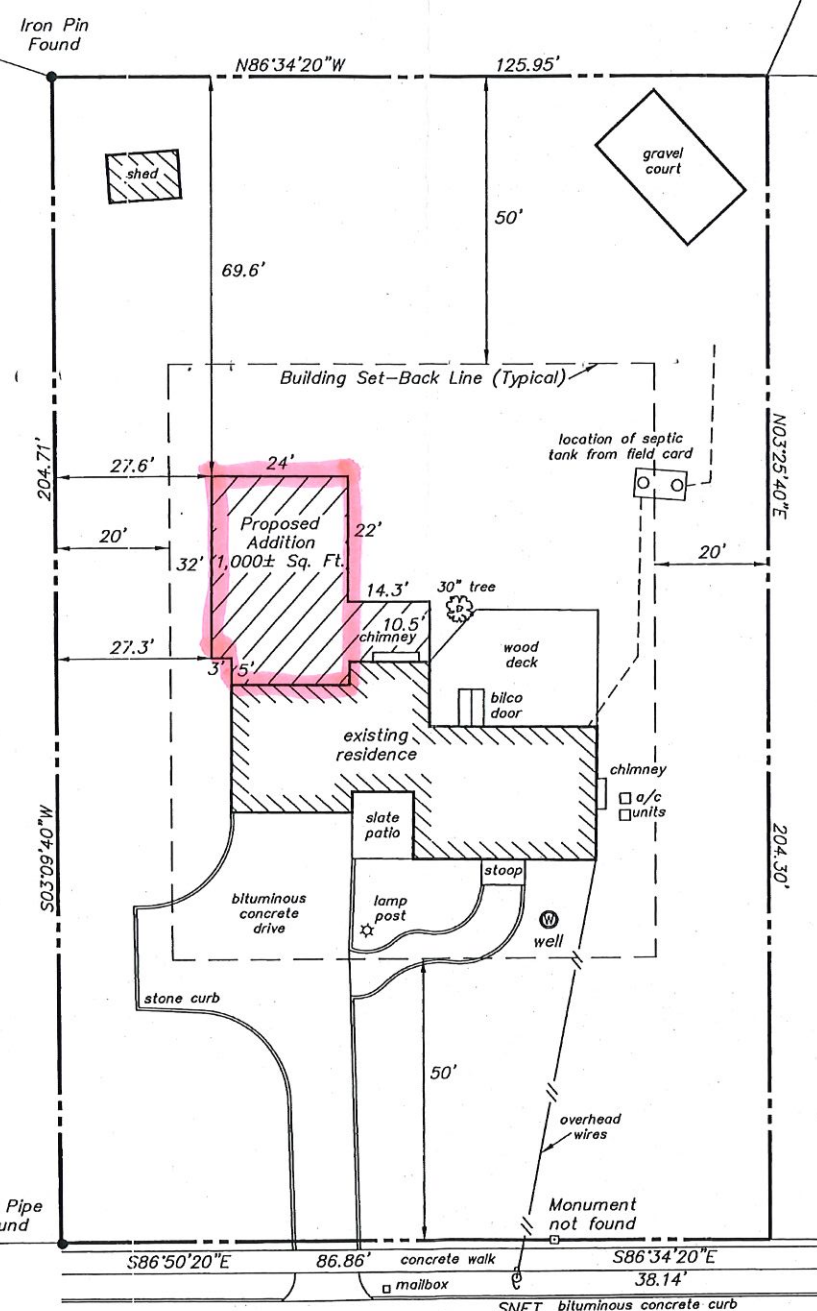 Iron Pin
Found
N86°34'20"W
125.95'
shed
gravel
court
50'
69.6'
Building Set-Back Line (Typical)
204.71'
N03°25'40"E
location of septic
tank from field card
27.6'
24'
Proposed
Addition
1,000± Sq. Ft.
22'
20'
32'
20'
14.3'
30" tree
10.5'
chimney
wood
deck
27.3'
3'
5'
bilco
door
existing
residence
chimney
a/c
units
slate
patio
S03°09'40"W
204.30'
stoop
bituminous
concrete
drive
lamp
post
W
well
stone curb
50'
overhead
wires
Pipe
Monument
not found
S86°50'20"E
86.86'
concrete walk
S86°34'20"E
mailbox
38.14'
SNET
bituminous concrete curb